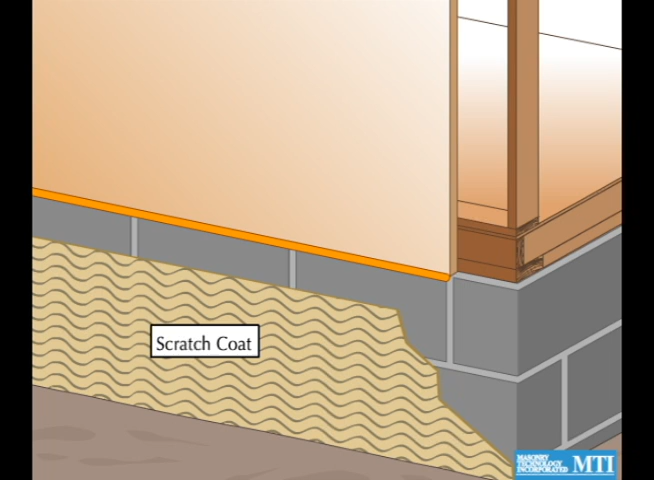 Scratch Coat
MASONRY
TECHNOLOGY
INCORPORATED
MTI